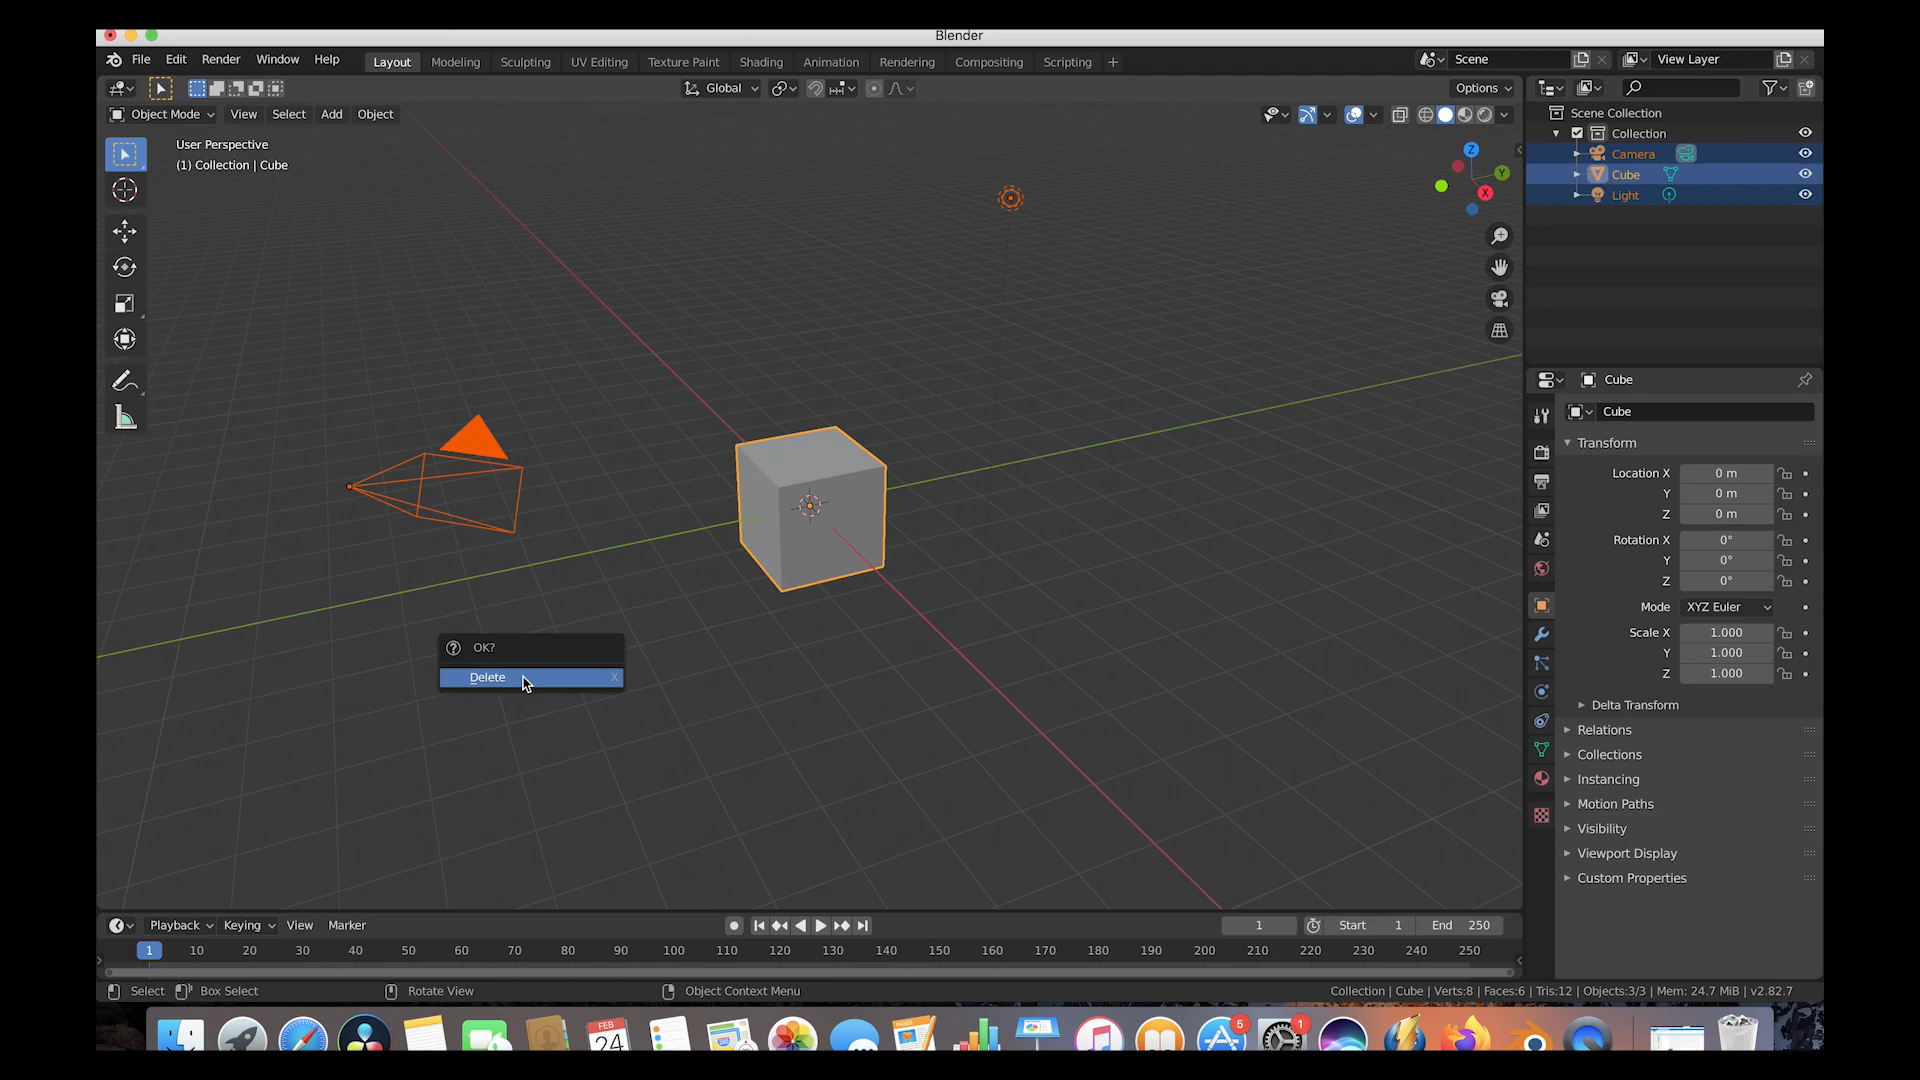 Blender
File Edit Render Window Help Layout Modeling Sculpting UV Editing Texture Paint Shading Animation Rendering Compositing Scripting + Scene View Layer
Global Options
Object Mode View Select Add Object
User Perspective
(1) Collection | Cube
Z
Y
X
Scene Collection
Collection
Camera
Cube
Light
Cube
Cube
Transform
Location X 0 m
Y 0 m
Z 0 m
Rotation X 0°
Y 0°
Z 0°
Mode XYZ Euler
Scale X 1.000
Y 1.000
Z 1.000
Delta Transform
Relations
Collections
Instancing
Motion Paths
Visibility
Viewport Display
Custom Properties
OK?
Delete X
Playback Keying View Marker 1 Start 1 End 250
1 10 20 30 40 50 60 70 80 90 100 110 120 130 140 150 160 170 180 190 200 210 220 230 240 250
Select Box Select Rotate View Object Context Menu Collection | Cube | Verts:8 | Faces:6 | Tris:12 | Objects:3/3 | Mem: 24.7 MiB | v2.82.7
FEB
24
5
1